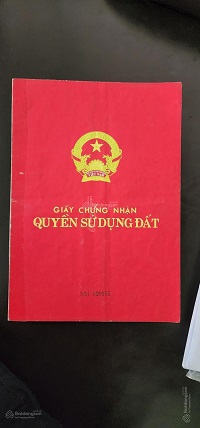 GIẤY CHỨNG NHẬN
QUYỀN SỬ DỤNG ĐẤT